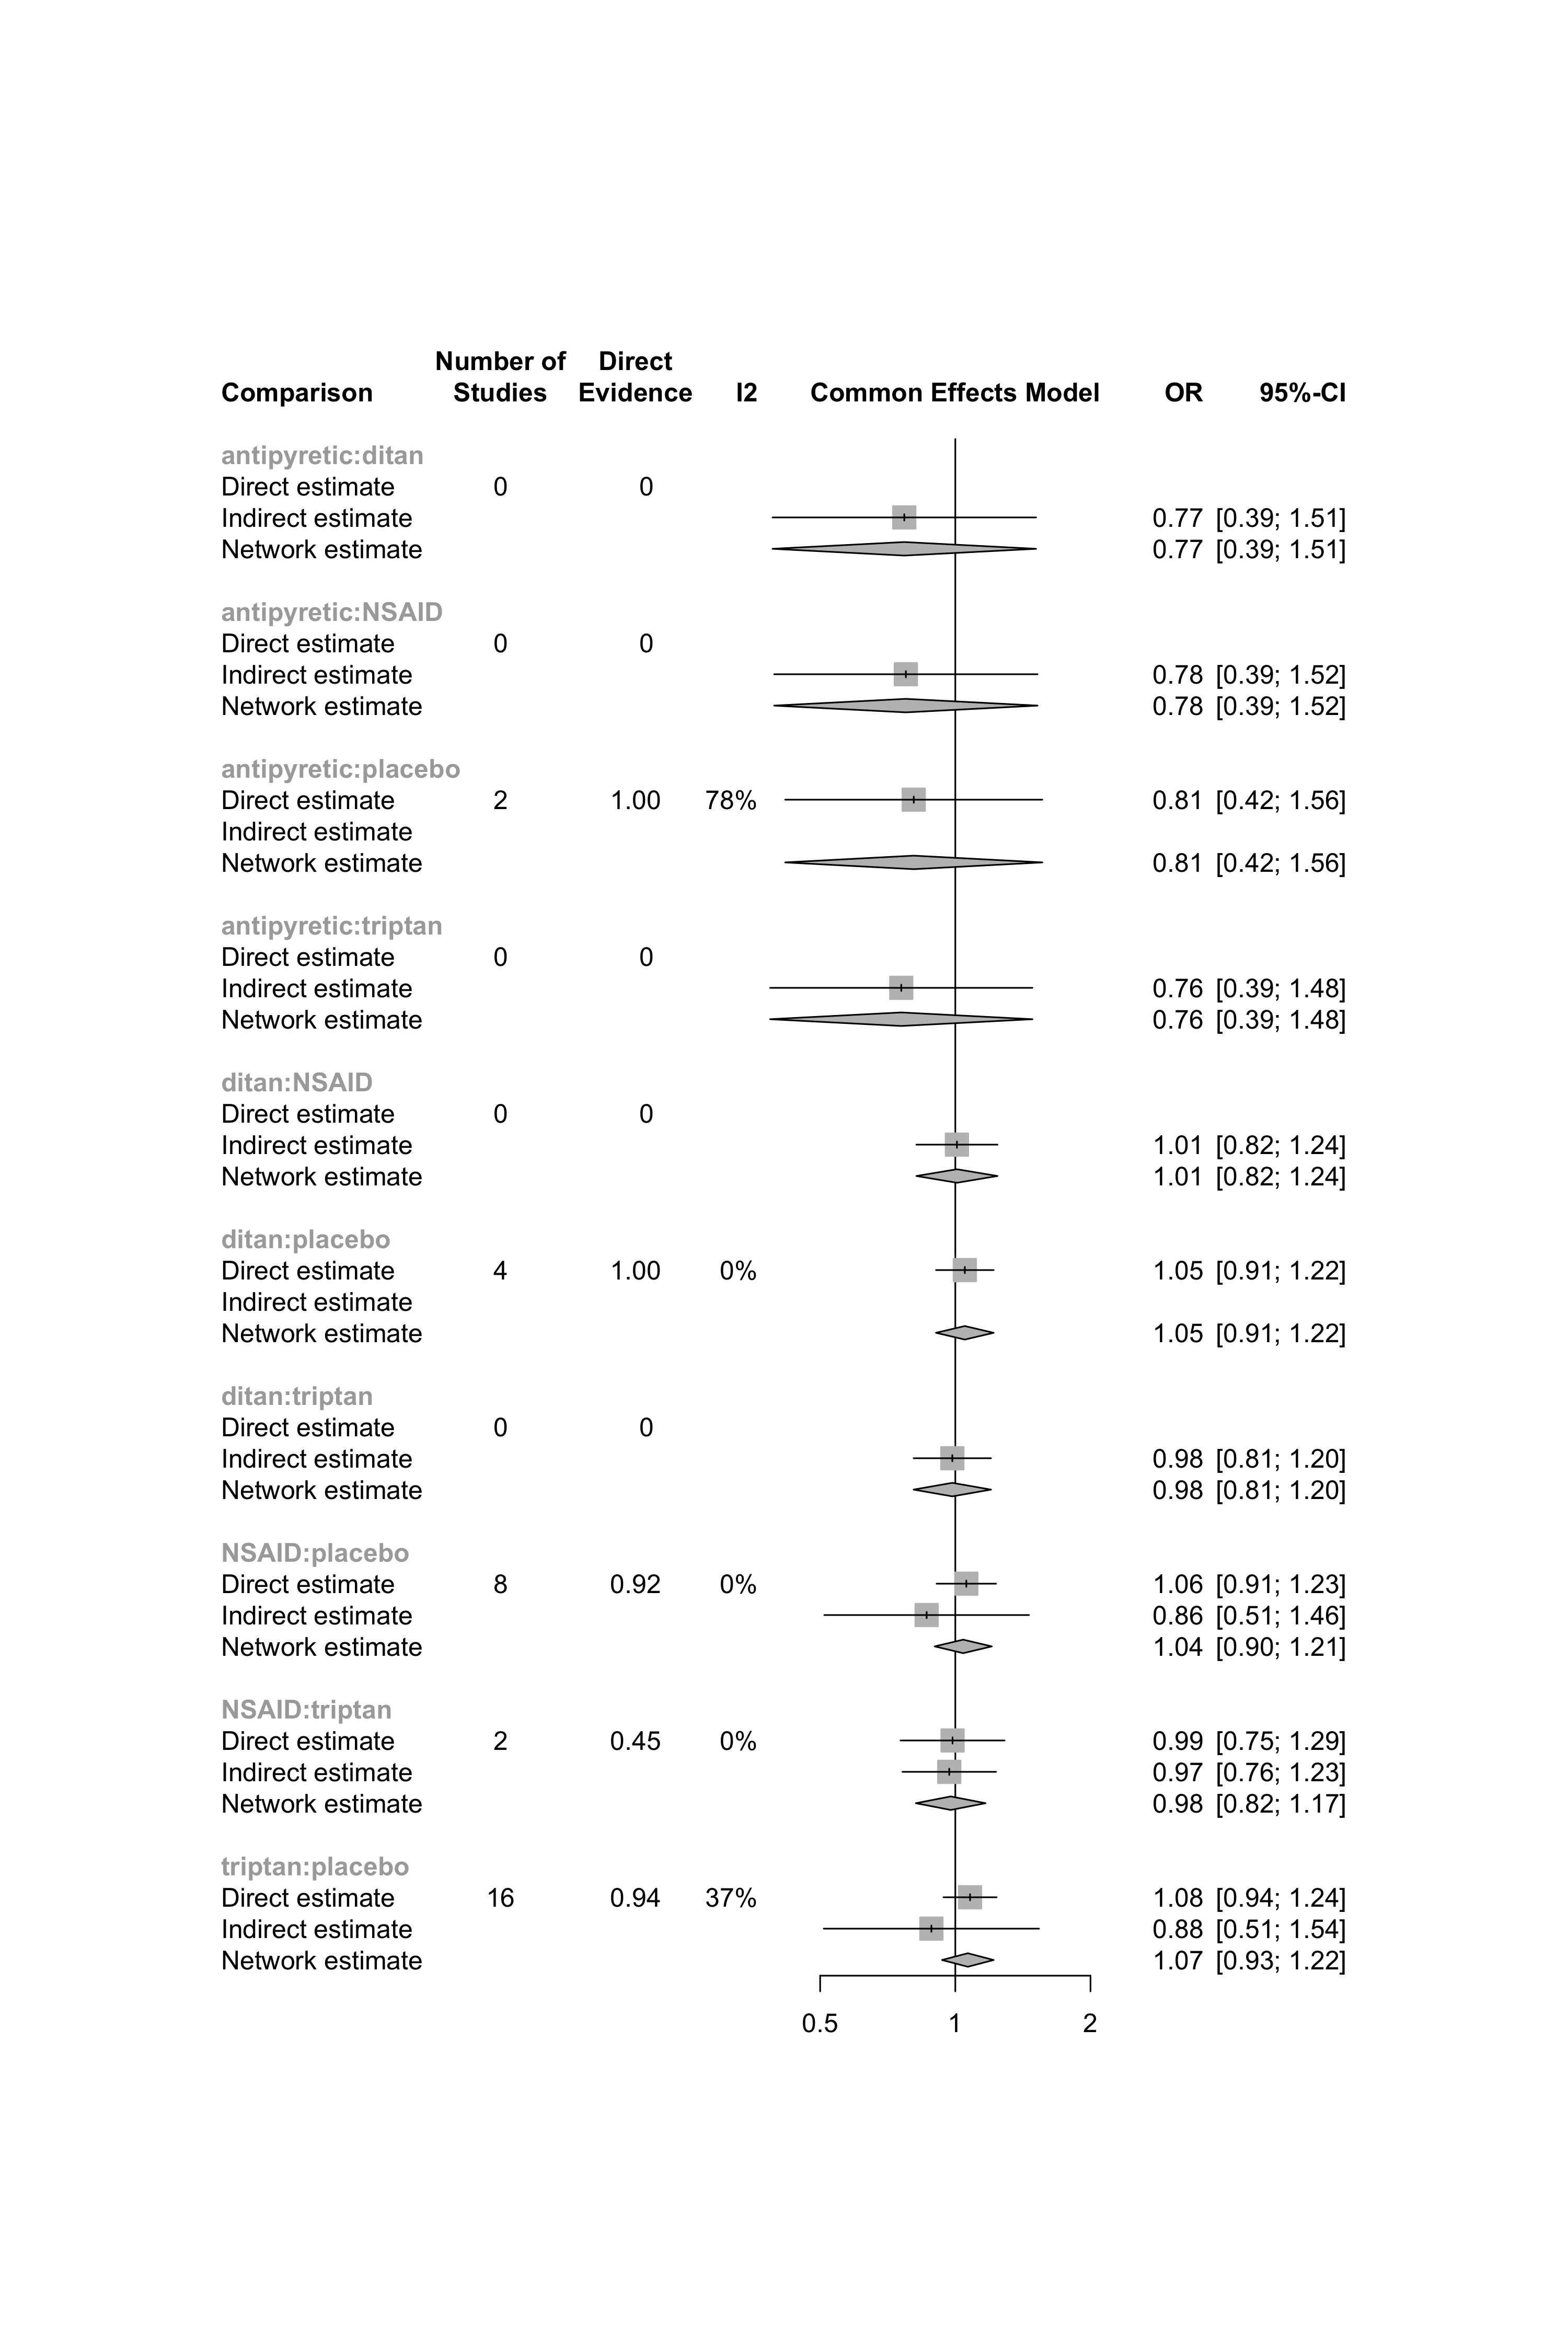 Number of Direct
Comparison Studies Evidence I2 Common Effects Model OR 95%-CI
antipyretic:ditan
Direct estimate 0 0
Indirect estimate 0.77 [0.39; 1.51]
Network estimate 0.77 [0.39; 1.51]
antipyretic:NSAID
Direct estimate 0 0
Indirect estimate 0.78 [0.39; 1.52]
Network estimate 0.78 [0.39; 1.52]
antipyretic:placebo
Direct estimate 2 1.00 78% 0.81 [0.42; 1.56]
Indirect estimate
Network estimate 0.81 [0.42; 1.56]
antipyretic:triptan
Direct estimate 0 0
Indirect estimate 0.76 [0.39; 1.48]
Network estimate 0.76 [0.39; 1.48]
ditan:NSAID
Direct estimate 0 0
Indirect estimate 1.01 [0.82; 1.24]
Network estimate 1.01 [0.82; 1.24]
ditan:placebo
Direct estimate 4 1.00 0% 1.05 [0.91; 1.22]
Indirect estimate
Network estimate 1.05 [0.91; 1.22]
ditan:triptan
Direct estimate 0 0
Indirect estimate 0.98 [0.81; 1.20]
Network estimate 0.98 [0.81; 1.20]
NSAID:placebo
Direct estimate 8 0.92 0% 1.06 [0.91; 1.23]
Indirect estimate 0.86 [0.51; 1.46]
Network estimate 1.04 [0.90; 1.21]
NSAID:triptan
Direct estimate 2 0.45 0% 0.99 [0.75; 1.29]
Indirect estimate 0.97 [0.76; 1.23]
Network estimate 0.98 [0.82; 1.17]
triptan:placebo
Direct estimate 16 0.94 37% 1.08 [0.94; 1.24]
Indirect estimate 0.88 [0.51; 1.54]
Network estimate 1.07 [0.93; 1.22]
0.5 1 2